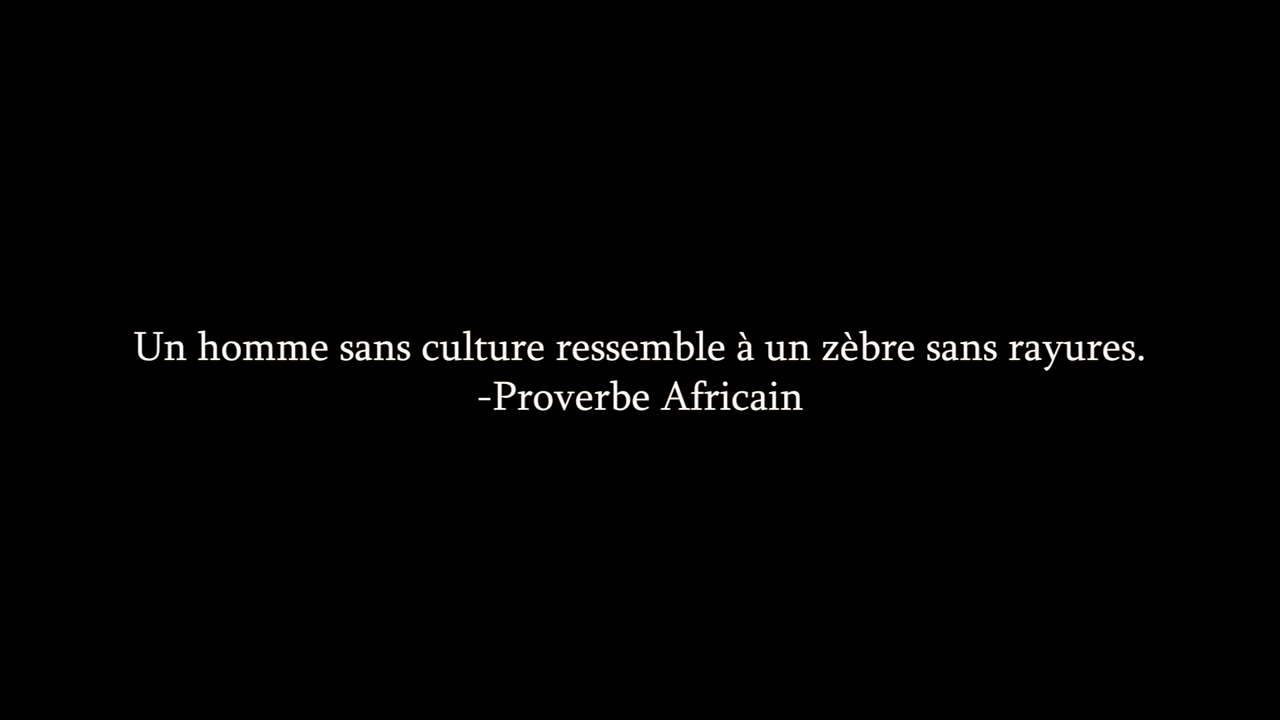 Un homme sans culture ressemble à un zèbre sans rayures.
-Proverbe Africain